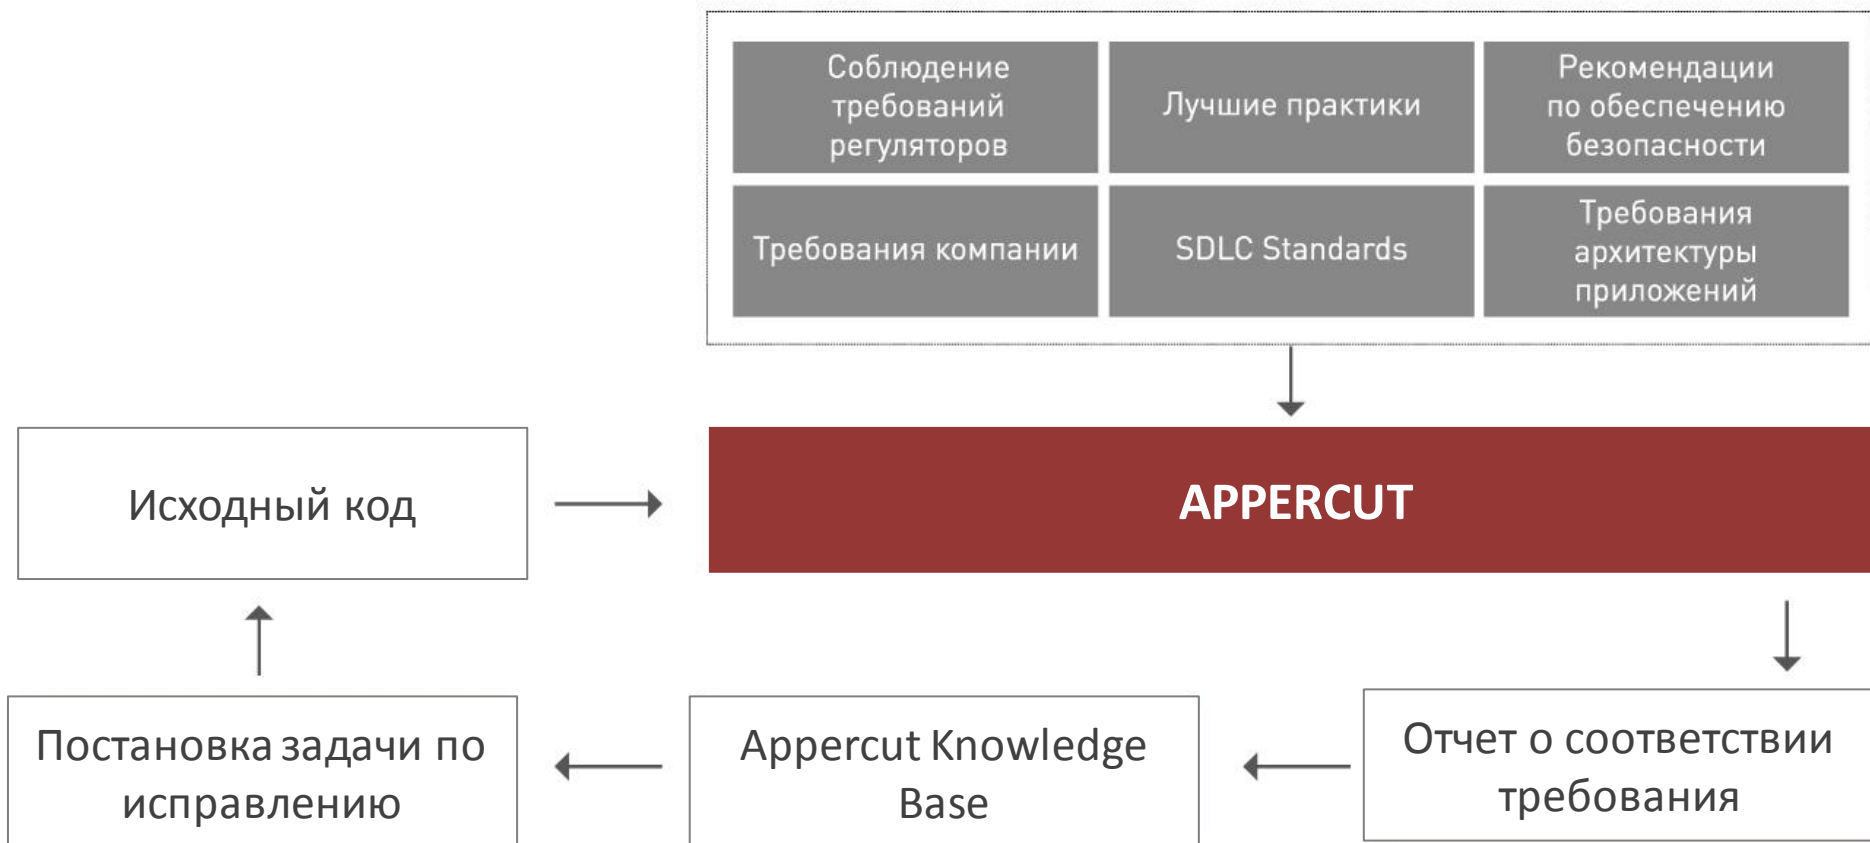 Соблюдение
требований
регуляторов
Лучшие практики
Рекомендации
по обеспечению
безопасности
Требования компании
SDLC Standards
Требования
архитектуры
приложений
Исходный код
APPERCUT
Постановка задачи по
исправлению
Appercut Knowledge
Base
Отчет о соответствии
требования